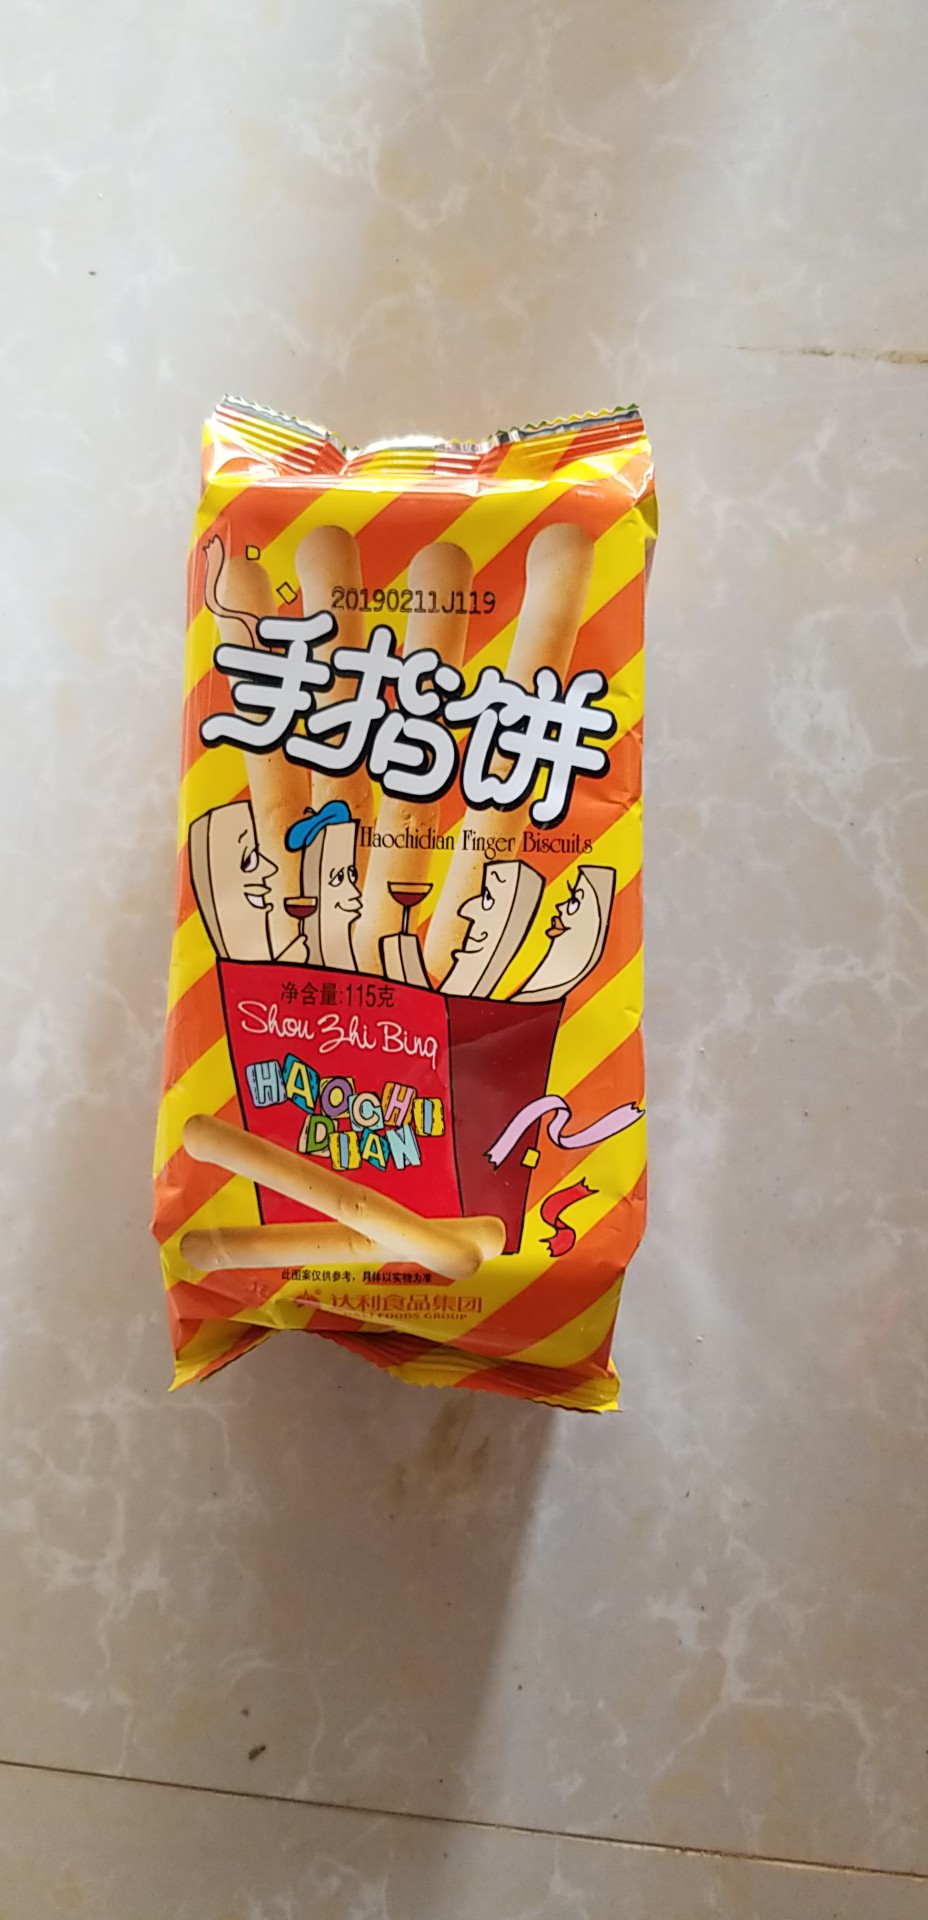 20190211J119
手指饼
Haochidian Finger Biscuits
净含量:115克
Shou Zhi Bing
HAOCHI
DIAN
此图案仅供参考，具体以实物为准
达利食品集团
DALI FOODS GROUP